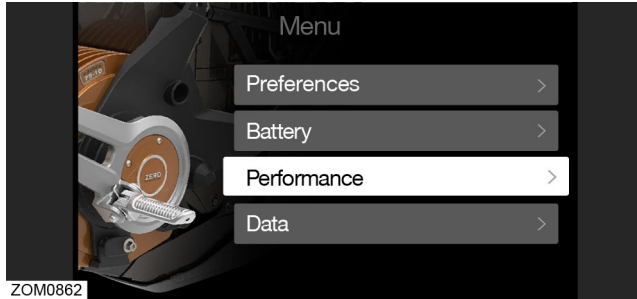 Menu
Preferences
Battery
Performance
Data
ZERO
ZOM0862